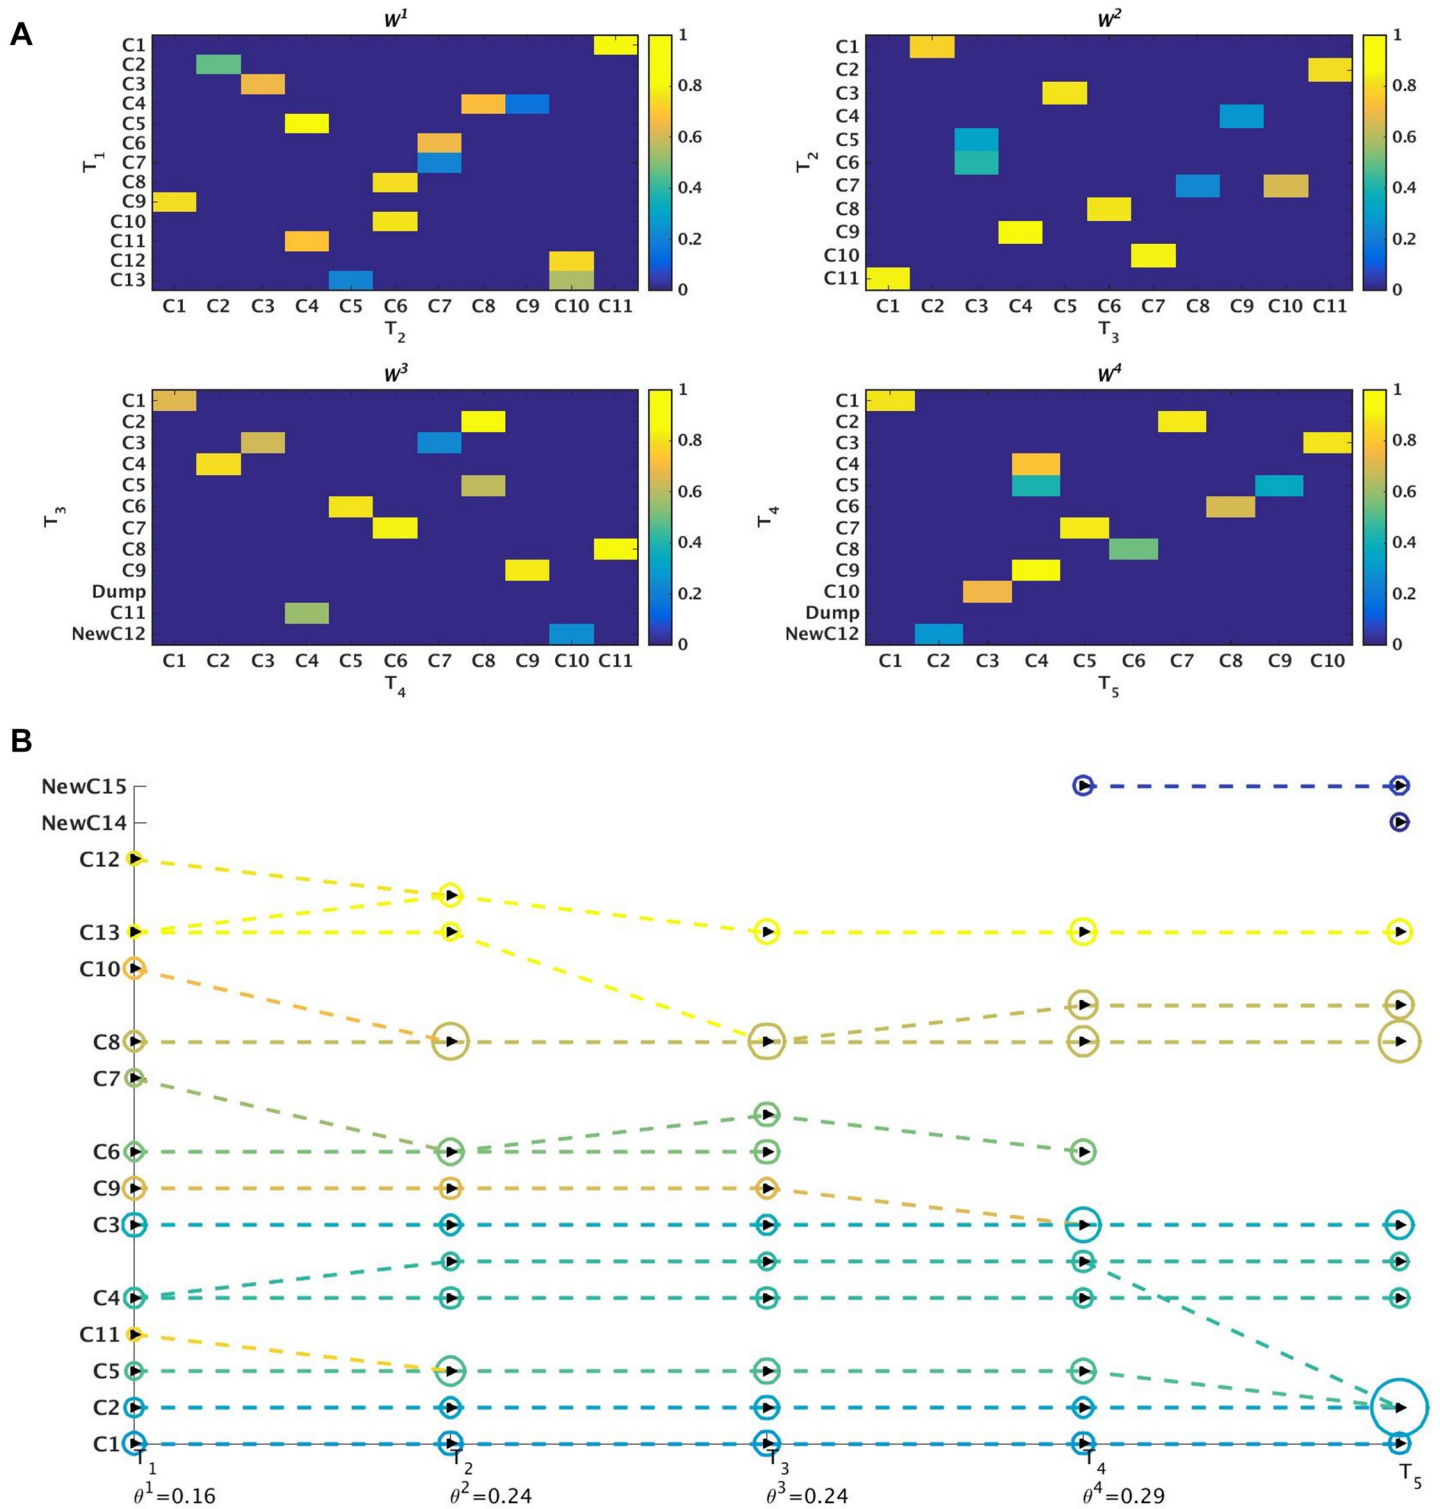 A
W¹
C1
C2
C3
C4
C5
C6
C7
C8
C9
C10
C11
C12
C13
T₁
C1 C2 C3 C4 C5 C6 C7 C8 C9 C10 C11
T₂
1
0.8
0.6
0.4
0.2
0
W²
C1
C2
C3
C4
C5
C6
C7
C8
C9
C10
C11
T₂
C1 C2 C3 C4 C5 C6 C7 C8 C9 C10 C11
T₃
1
0.8
0.6
0.4
0.2
0
W³
C1
C2
C3
C4
C5
C6
C7
C8
C9
Dump
C11
NewC12
T₃
C1 C2 C3 C4 C5 C6 C7 C8 C9 C10 C11
T₄
1
0.8
0.6
0.4
0.2
0
W⁴
C1
C2
C3
C4
C5
C6
C7
C8
C9
C10
Dump
NewC12
T₄
C1 C2 C3 C4 C5 C6 C7 C8 C9 C10
T₅
1
0.8
0.6
0.4
0.2
0
B
NewC15
NewC14
C12
C13
C10
C8
C7
C6
C9
C3
C4
C11
C5
C2
C1
T₁ T₂ T₃ T₄ T₅
θ¹=0.16 θ²=0.24 θ³=0.24 θ⁴=0.29